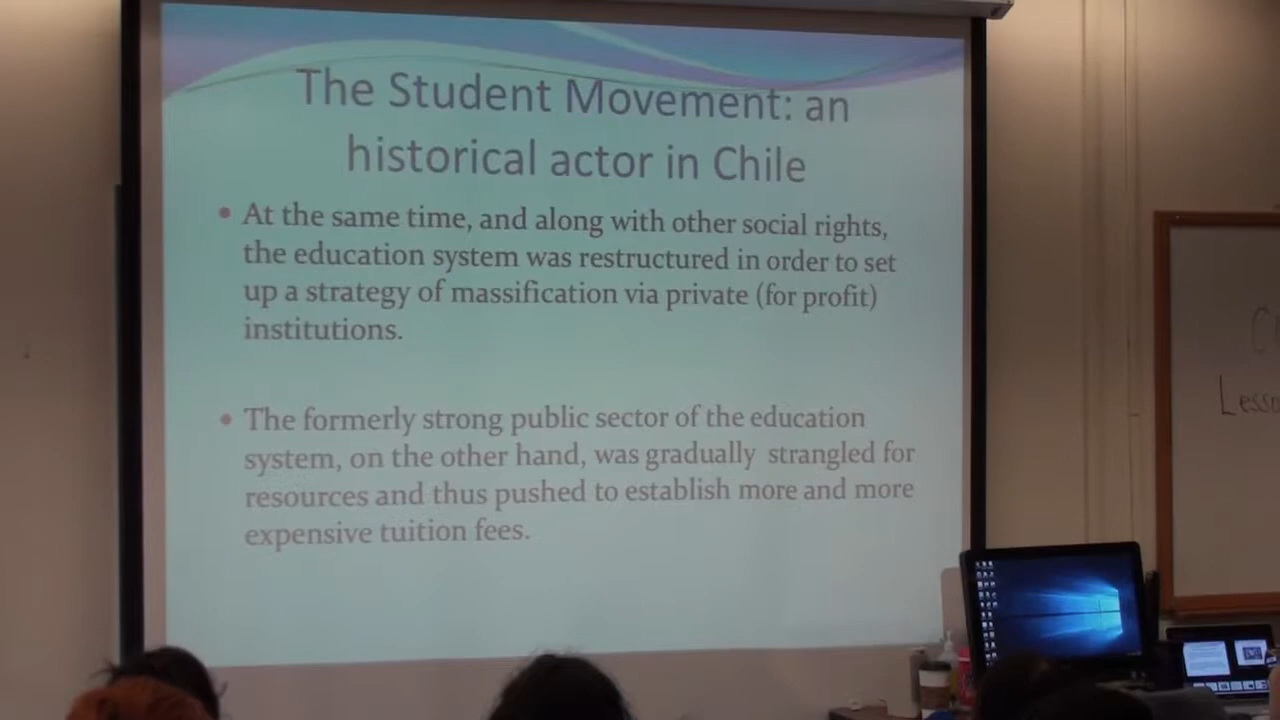 The Student Movement: an
historical actor in Chile
• At the same time, and along with other social rights,
the education system was restructured in order to set
up a strategy of massification via private (for profit)
institutions.
• The formerly strong public sector of the education
system, on the other hand, was gradually strangled for
resources and thus pushed to establish more and more
expensive tuition fees.